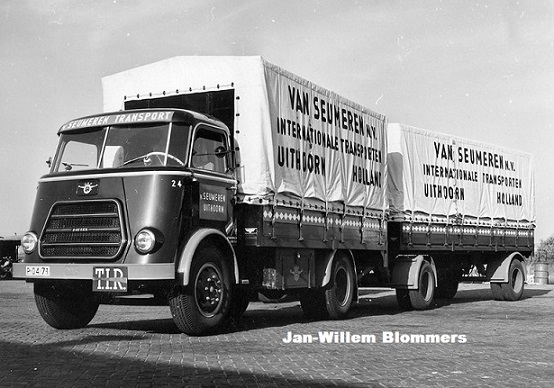 V. SEUMEREN TRANSPORT
24
V. SEUMEREN
UITHOORN
TIR
VAN SEUMEREN N.V.
INTERNATIONALE TRANSPORTEN
UITHOORN HOLLAND
VAN SEUMEREN N.V.
INTERNATIONALE TRANSPORTEN
UITHOORN HOLLAND
Jan-Willem Blommers